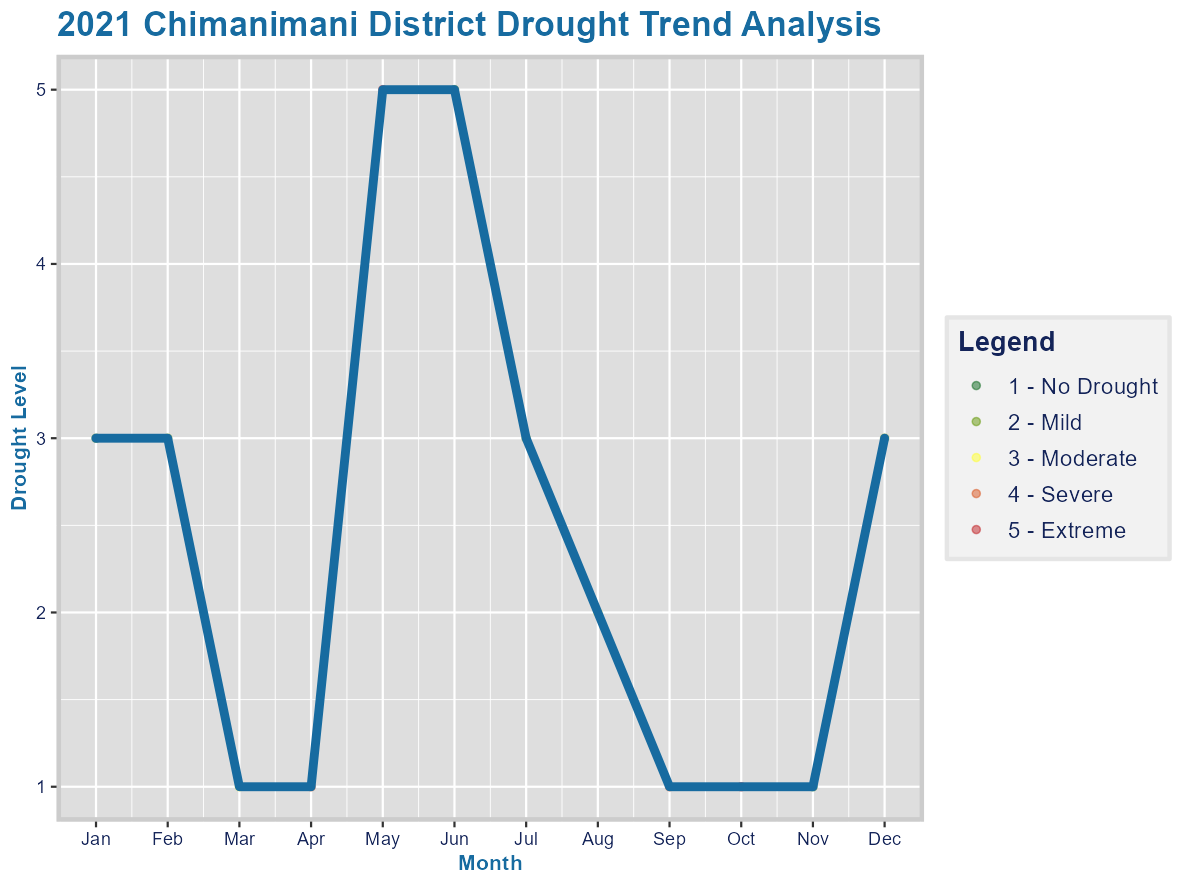 2021 Chimanimani District Drought Trend Analysis
5
4
3
2
1
Drought Level
Jan Feb Mar Apr May Jun Jul Aug Sep Oct Nov Dec
Month
Legend
1 - No Drought
2 - Mild
3 - Moderate
4 - Severe
5 - Extreme